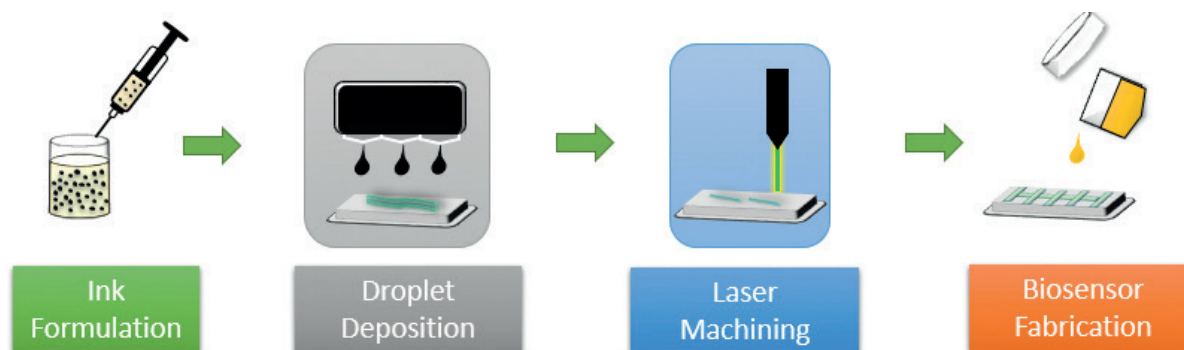 Ink
Formulation
Droplet
Deposition
Laser
Machining
Biosensor
Fabrication